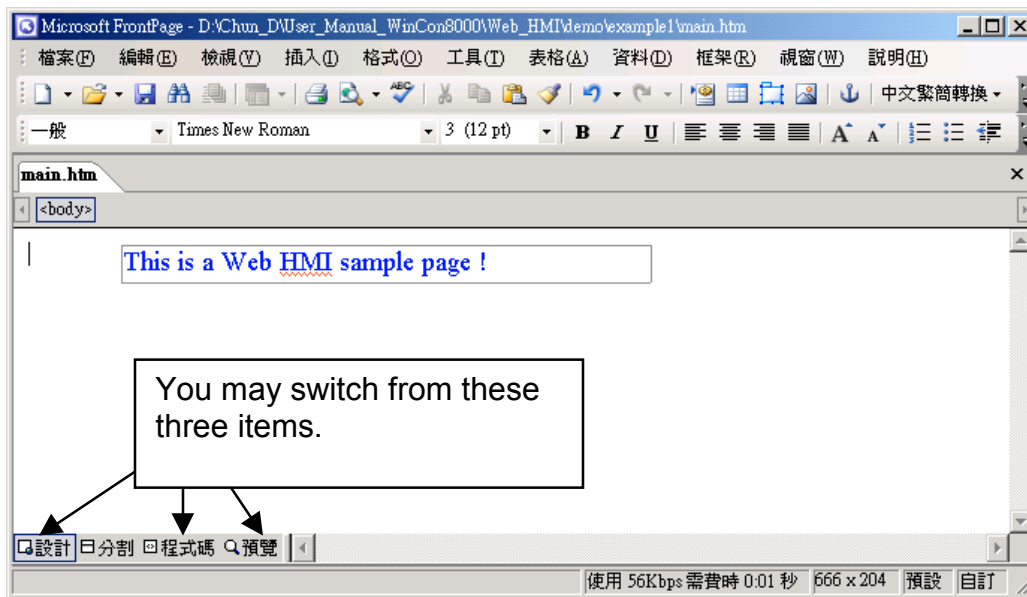 Microsoft FrontPage - D:\Chun_D\User_Manual_WinCon8000\Web_HMI\demo\example1\main.htm
檔案(F) 編輯(E) 檢視(V) 插入(I) 格式(O) 工具(T) 表格(A) 資料(D) 框架(R) 視窗(W) 說明(H)
ABC 中文繁簡轉換
一般 Times New Roman 3 (12 pt) B I U A A
main.htm
<body>
This is a Web HMI sample page !
You may switch from these
three items.
設計 分割 程式碼 預覽
使用 56Kbps 需費時 0:01 秒 666 x 204 預設 自訂